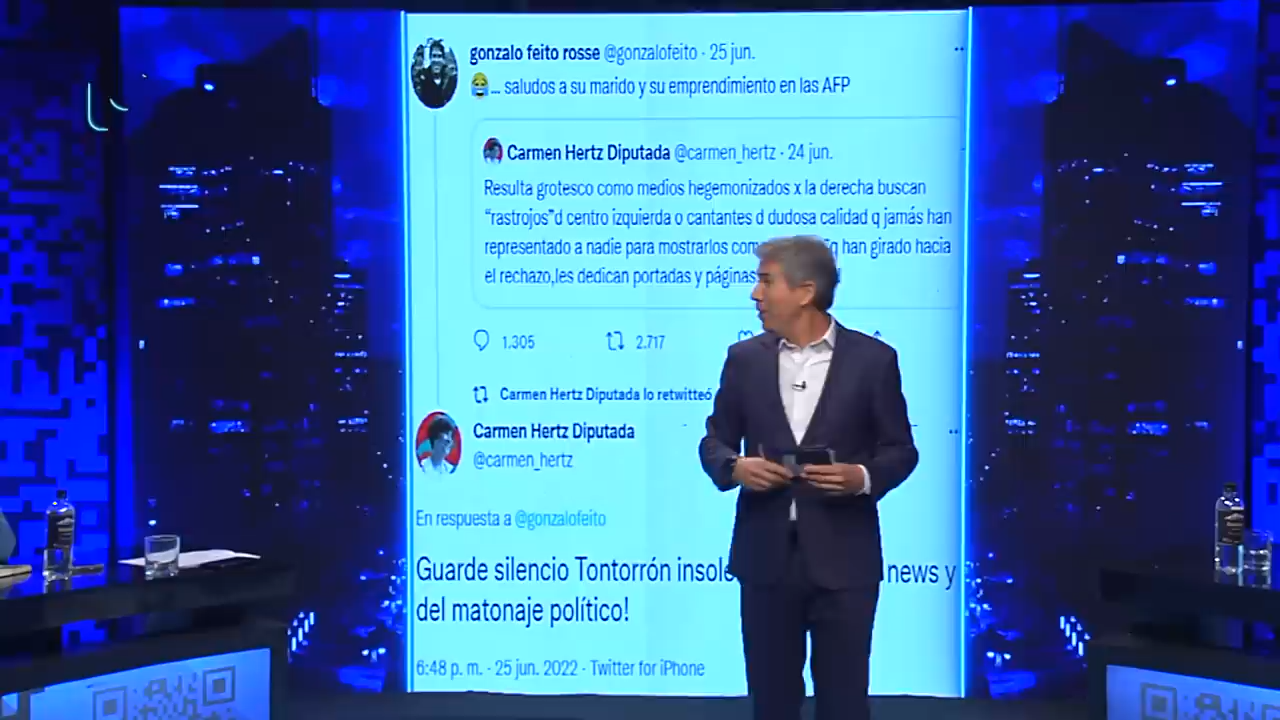 gonzalo feito rosse @gonzalofeito · 25 jun.
😂... saludos a su marido y su emprendimiento en las AFP
Carmen Hertz Diputada @carmen_hertz · 24 jun.
Resulta grotesco como medios hegemonizados x la derecha buscan
“rastrojos”d centro izquierda o cantantes d dudosa calidad q jamás han
representado a nadie para mostrarlos han girado hacia
el rechazo,les dedican portadas y páginas
1.305 2.717
Carmen Hertz Diputada lo retwitteó
Carmen Hertz Diputada
@carmen_hertz
En respuesta a @gonzalofeito
Guarde silencio Tontorrón news y
del matonaje político!
6:48 p. m. · 25 jun. 2022 · Twitter for iPhone